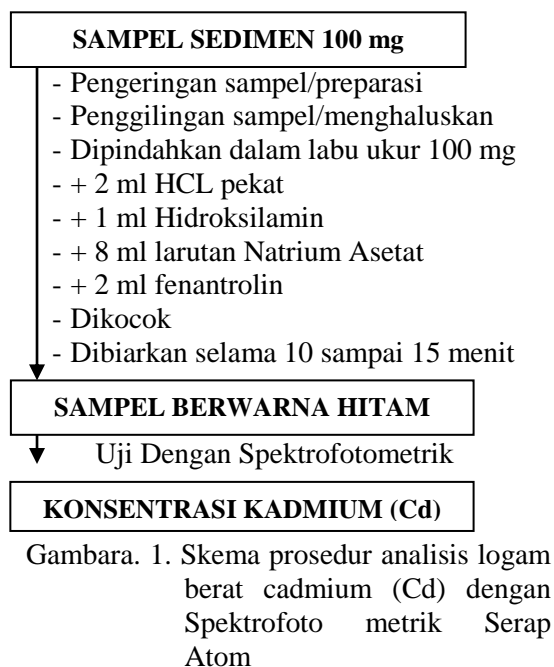 SAMPEL SEDIMEN 100 mg
- Pengeringan sampel/preparasi
- Penggilingan sampel/menghaluskan
- Dipindahkan dalam labu ukur 100 mg
- + 2 ml HCL pekat
- + 1 ml Hidroksilamin
- + 8 ml larutan Natrium Asetat
- + 2 ml fenantrolin
- Dikocok
- Dibiarkan selama 10 sampai 15 menit
SAMPEL BERWARNA HITAM
Uji Dengan Spektrofotometrik
KONSENTRASI KADMIUM (Cd)
Gambara. 1. Skema prosedur analisis logam
berat cadmium (Cd) dengan
Spektrofoto metrik Serap
Atom